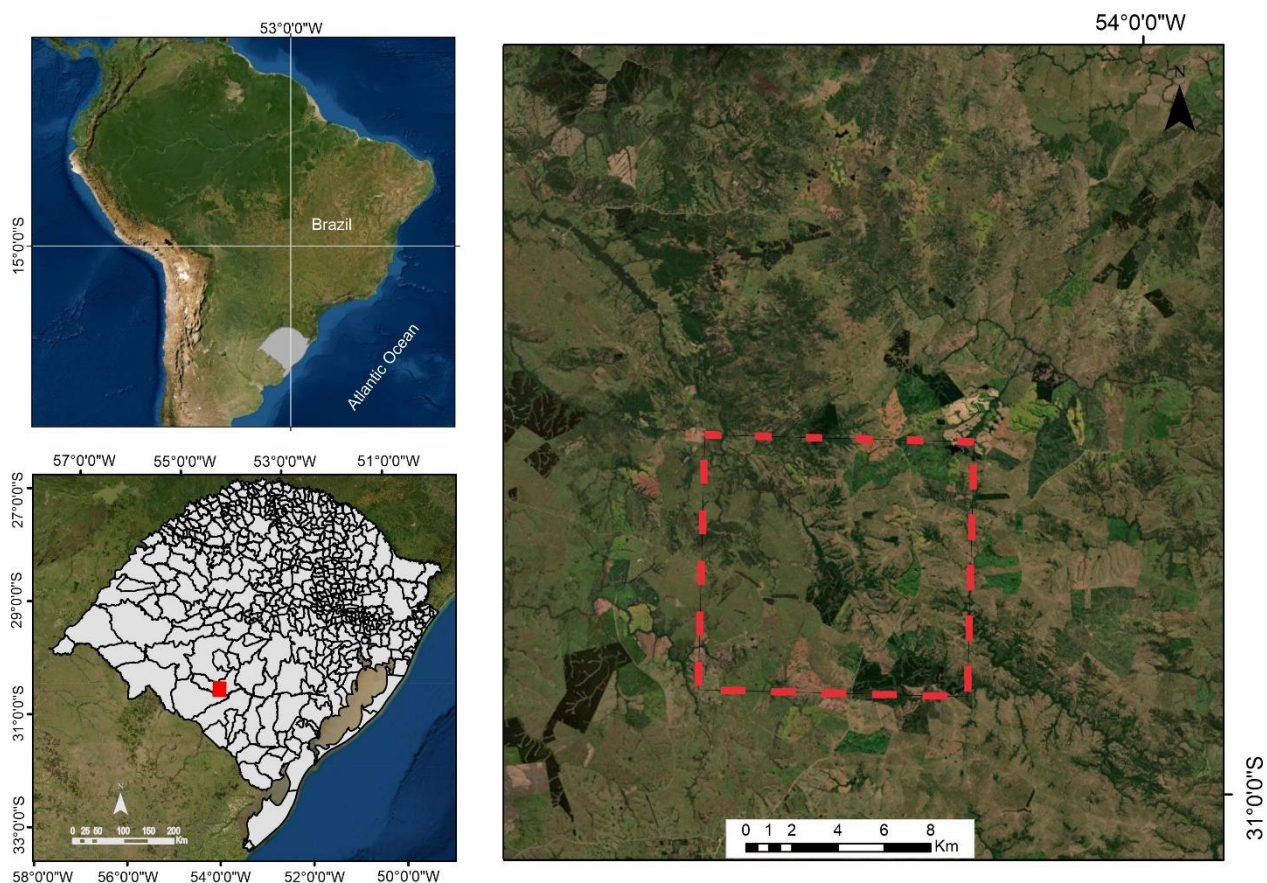 53°0'0"W
15°0'0"S
Brazil
Atlantic Ocean
57°0'0"W 55°0'0"W 53°0'0"W 51°0'0"W
27°0'0"S
29°0'0"S
31°0'0"S
33°0'0"S
N
0 25 50 100 150 200
Km
58°0'0"W 56°0'0"W 54°0'0"W 52°0'0"W 50°0'0"W
54°0'0"W
N
31°0'0"S
0 1 2 4 6 8
Km